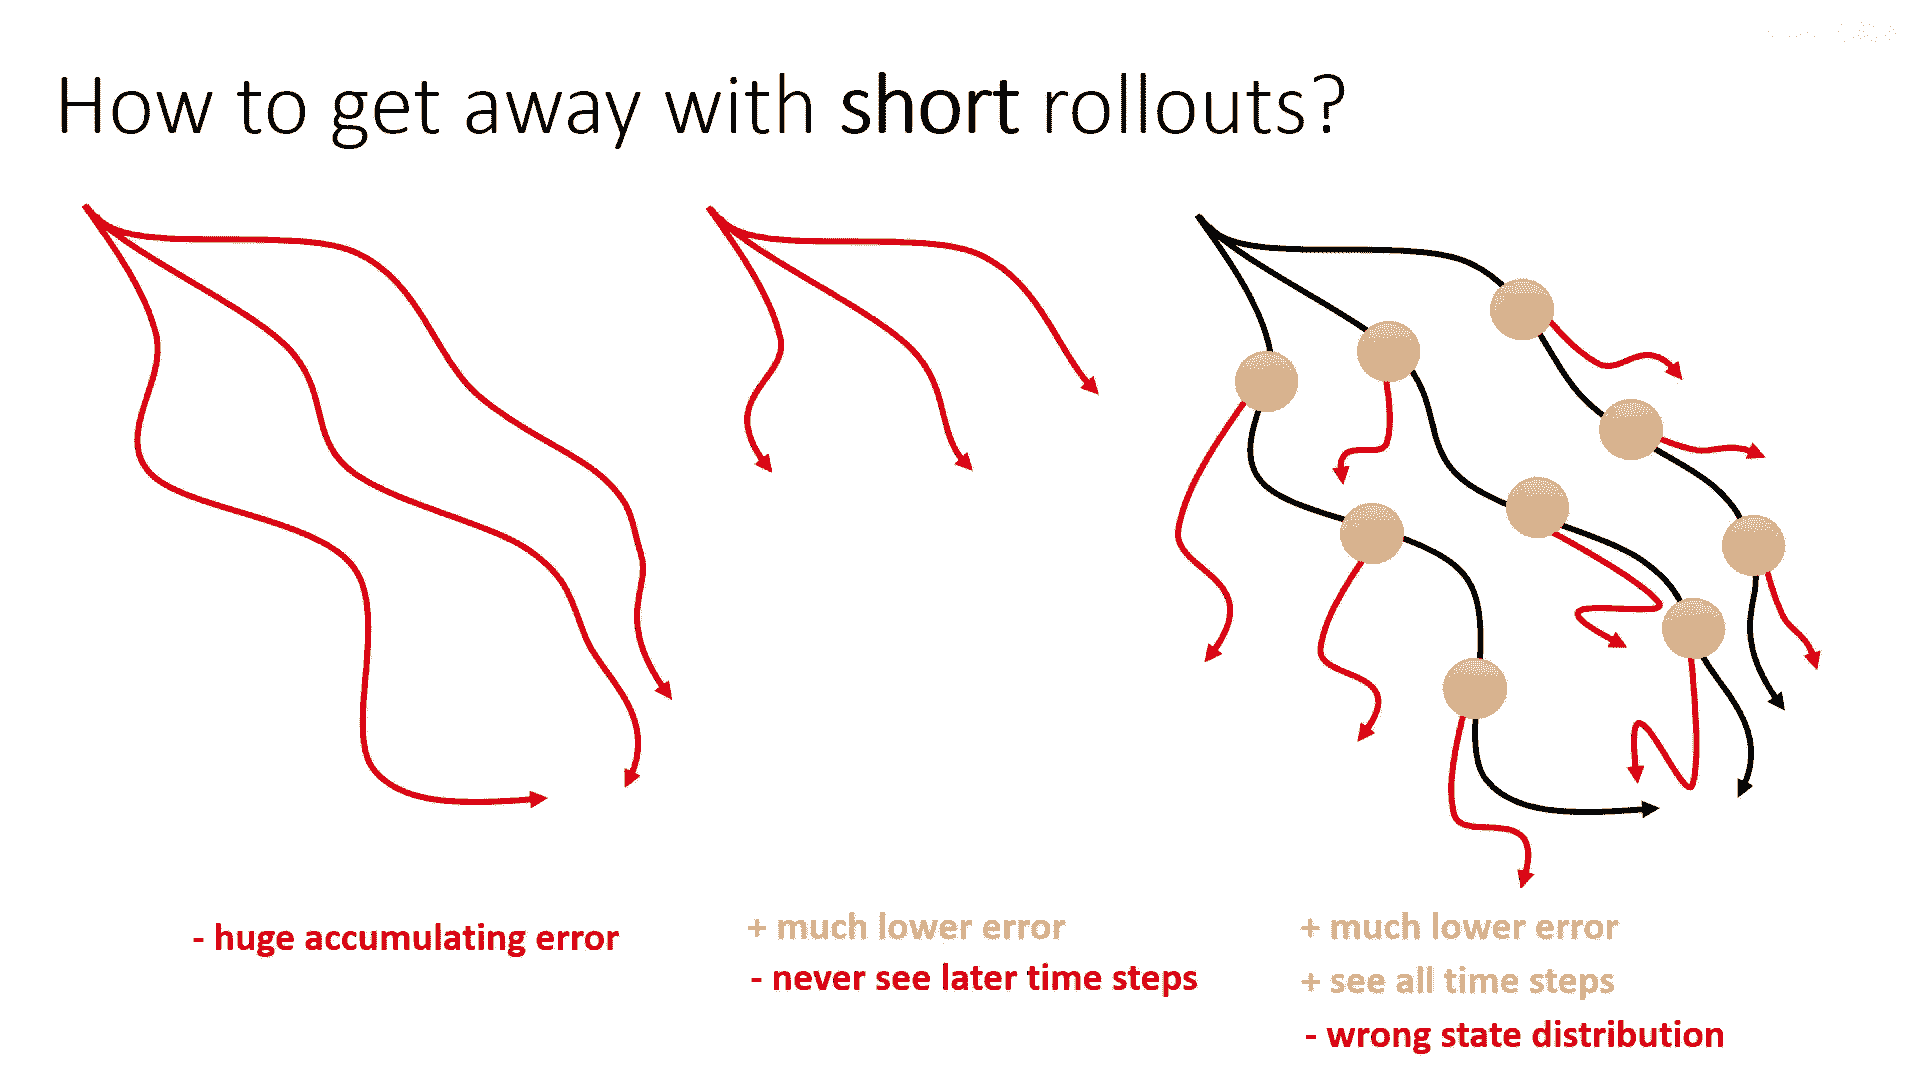 How to get away with short rollouts?
- huge accumulating error
+ much lower error
- never see later time steps
+ much lower error
+ see all time steps
- wrong state distribution